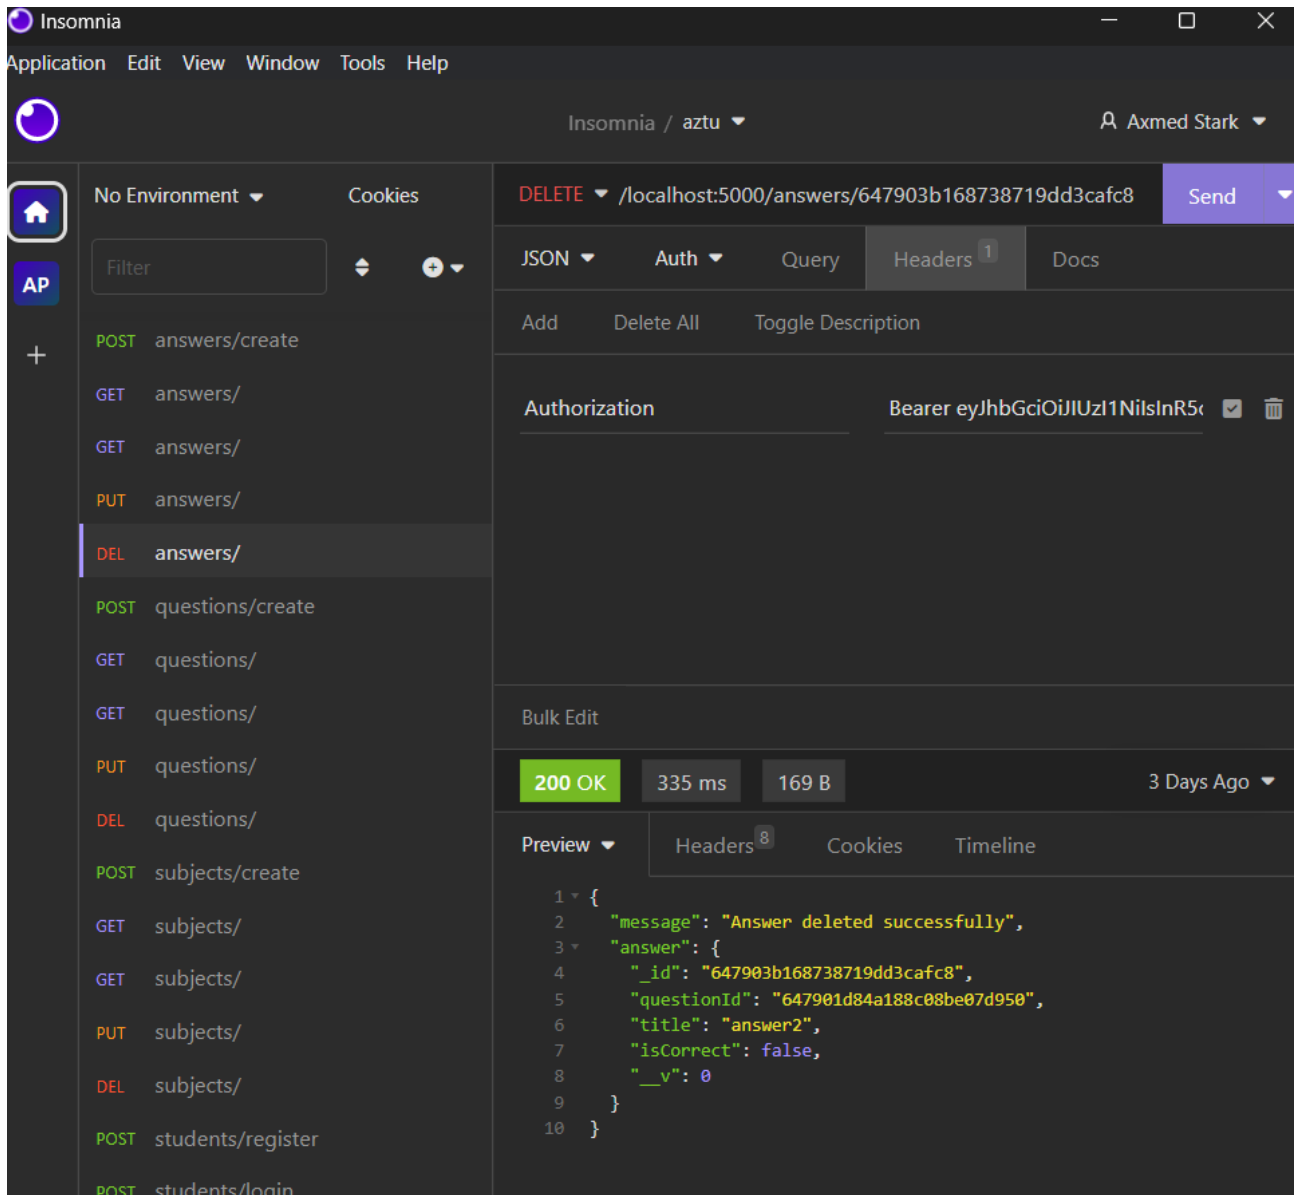 Insomnia
Application Edit View Window Tools Help
Insomnia / aztu
Axmed Stark
AP
No Environment Cookies
Filter
POST answers/create
GET answers/
GET answers/
PUT answers/
DEL answers/
POST questions/create
GET questions/
GET questions/
PUT questions/
DEL questions/
POST subjects/create
GET subjects/
GET subjects/
PUT subjects/
DEL subjects/
POST students/register
POST students/login
DELETE /localhost:5000/answers/647903b168738719dd3cafc8 Send
JSON Auth Query Headers 1 Docs
Add Delete All Toggle Description
Authorization Bearer eyJhbGciOiJIUzI1NiIsInR5c
Bulk Edit
200 OK 335 ms 169 B 3 Days Ago
Preview Headers 8 Cookies Timeline
1 {
2 "message": "Answer deleted successfully",
3 "answer": {
4 "_id": "647903b168738719dd3cafc8",
5 "questionId": "647901d84a188c08be07d950",
6 "title": "answer2",
7 "isCorrect": false,
8 "__v": 0
9 }
10 }